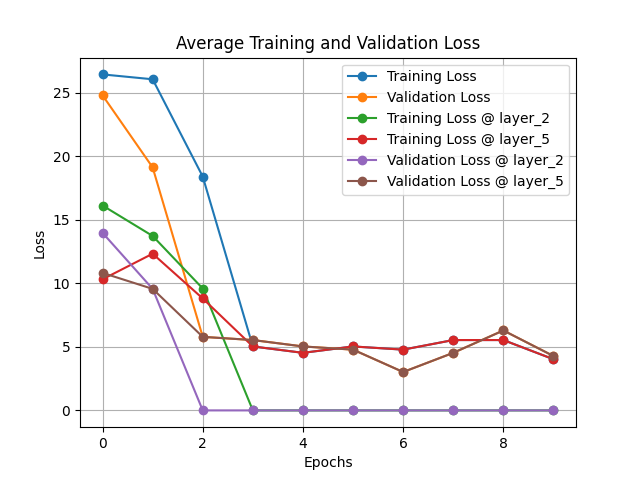 Average Training and Validation Loss
Training Loss
Validation Loss
Training Loss @ layer_2
Training Loss @ layer_5
Validation Loss @ layer_2
Validation Loss @ layer_5
Loss
25
20
15
10
5
0
0 2 4 6 8
Epochs